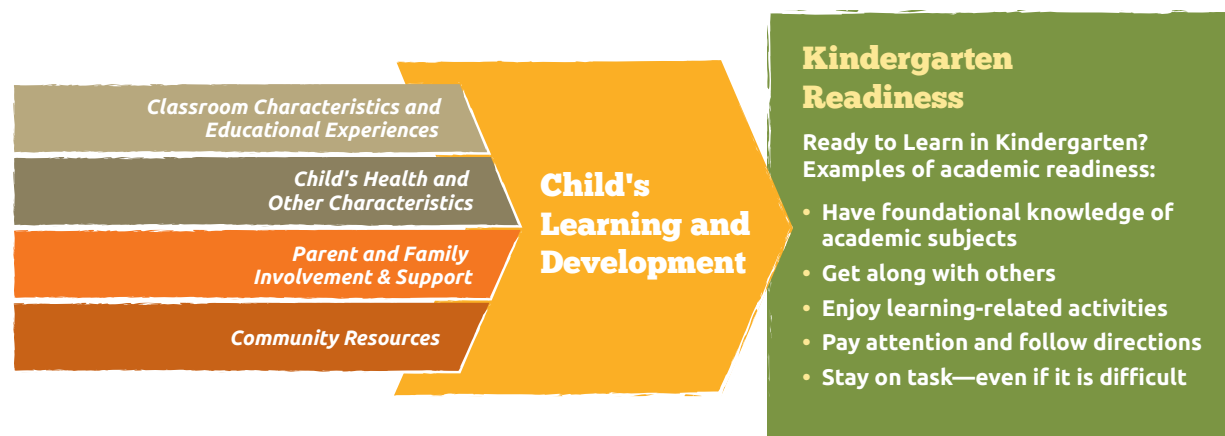 Classroom Characteristics and
Educational Experiences
Child's Health and
Other Characteristics
Parent and Family
Involvement & Support
Community Resources
Child's
Learning and
Development
Kindergarten
Readiness
Ready to Learn in Kindergarten?
Examples of academic readiness:
• Have foundational knowledge of
academic subjects
• Get along with others
• Enjoy learning-related activities
• Pay attention and follow directions
• Stay on task—even if it is difficult